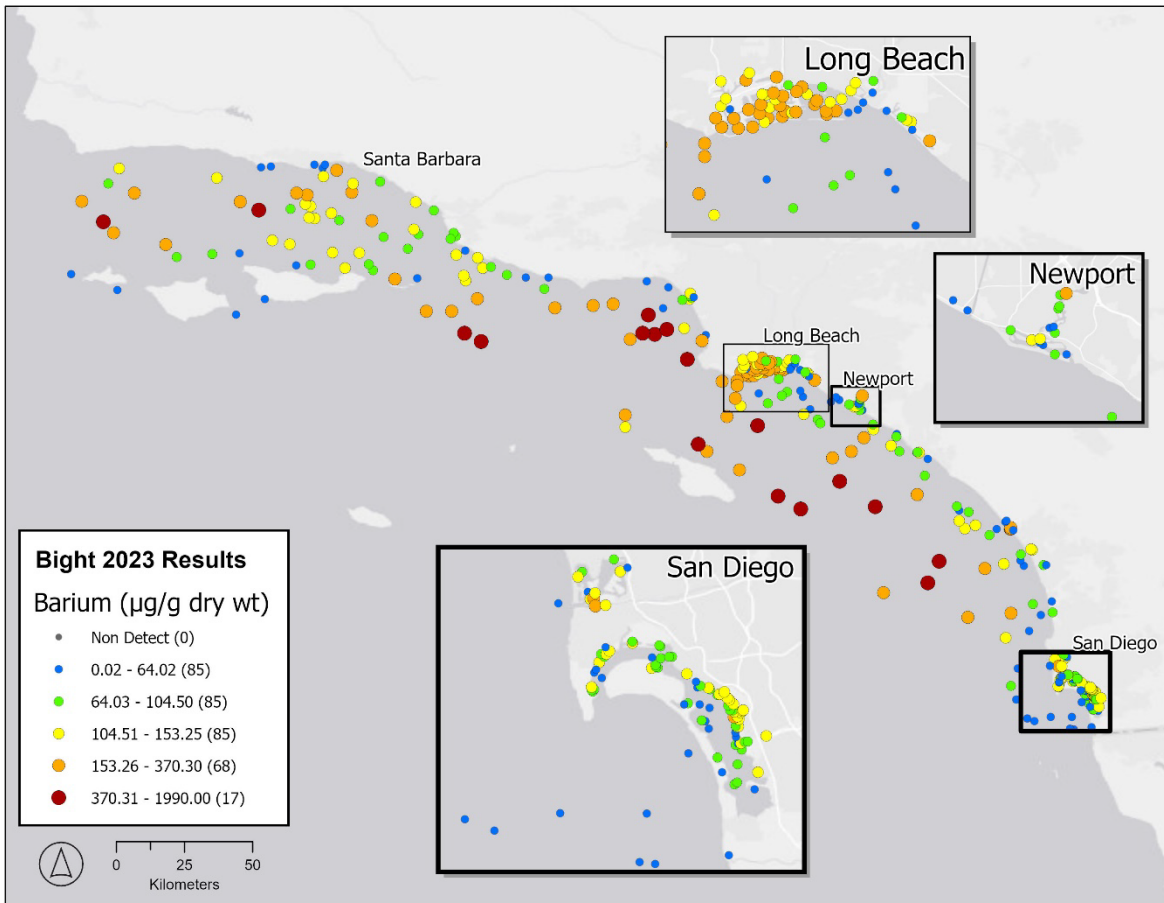 Long Beach
Santa Barbara
Newport
Long Beach
Newport
San Diego
San Diego
Bight 2023 Results
Barium (µg/g dry wt)
Non Detect (0)
0.02 - 64.02 (85)
64.03 - 104.50 (85)
104.51 - 153.25 (85)
153.26 - 370.30 (68)
370.31 - 1990.00 (17)
0 25 50
Kilometers